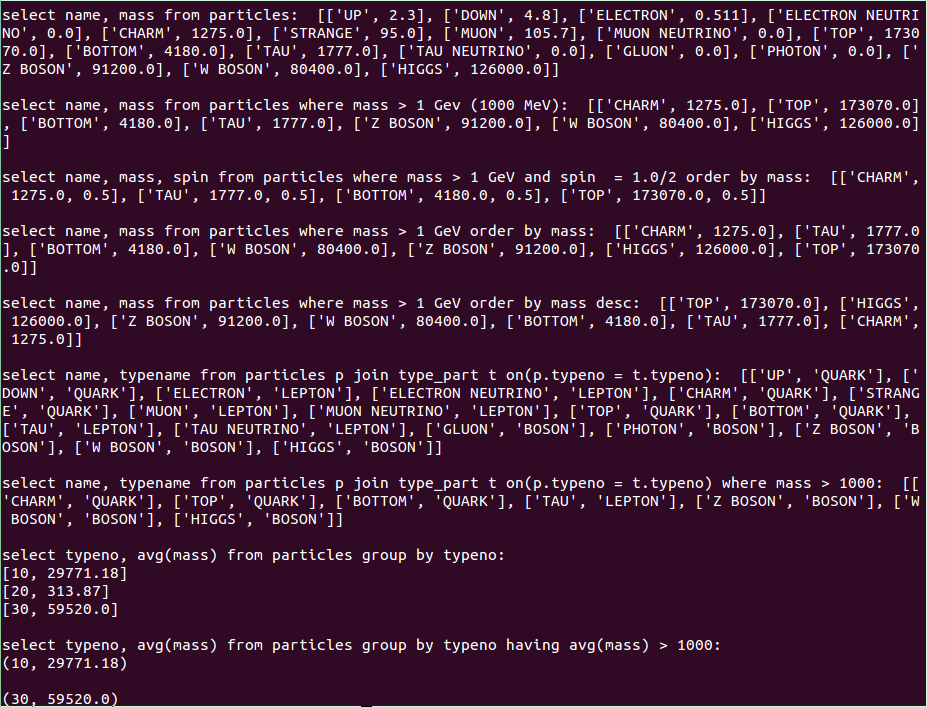 select name, mass from particles:  [['UP', 2.3], ['DOWN', 4.8], ['ELECTRON', 0.511], ['ELECTRON NEUTRI
NO', 0.0], ['CHARM', 1275.0], ['STRANGE', 95.0], ['MUON', 105.7], ['MUON NEUTRINO', 0.0], ['TOP', 1730
70.0], ['BOTTOM', 4180.0], ['TAU', 1777.0], ['TAU NEUTRINO', 0.0], ['GLUON', 0.0], ['PHOTON', 0.0], ['
Z BOSON', 91200.0], ['W BOSON', 80400.0], ['HIGGS', 126000.0]]

select name, mass from particles where mass > 1 Gev (1000 MeV):  [['CHARM', 1275.0], ['TOP', 173070.0]
, ['BOTTOM', 4180.0], ['TAU', 1777.0], ['Z BOSON', 91200.0], ['W BOSON', 80400.0], ['HIGGS', 126000.0]
]

select name, mass, spin from particles where mass > 1 GeV and spin  = 1.0/2 order by mass:  [['CHARM',
 1275.0, 0.5], ['TAU', 1777.0, 0.5], ['BOTTOM', 4180.0, 0.5], ['TOP', 173070.0, 0.5]]

select name, mass from particles where mass > 1 GeV order by mass:  [['CHARM', 1275.0], ['TAU', 1777.0
], ['BOTTOM', 4180.0], ['W BOSON', 80400.0], ['Z BOSON', 91200.0], ['HIGGS', 126000.0], ['TOP', 173070
.0]]

select name, mass from particles where mass > 1 GeV order by mass desc:  [['TOP', 173070.0], ['HIGGS',
 126000.0], ['Z BOSON', 91200.0], ['W BOSON', 80400.0], ['BOTTOM', 4180.0], ['TAU', 1777.0], ['CHARM',
 1275.0]]

select name, typename from particles p join type_part t on(p.typeno = t.typeno):  [['UP', 'QUARK'], ['
DOWN', 'QUARK'], ['ELECTRON', 'LEPTON'], ['ELECTRON NEUTRINO', 'LEPTON'], ['CHARM', 'QUARK'], ['STRANG
E', 'QUARK'], ['MUON', 'LEPTON'], ['MUON NEUTRINO', 'LEPTON'], ['TOP', 'QUARK'], ['BOTTOM', 'QUARK'],
['TAU', 'LEPTON'], ['TAU NEUTRINO', 'LEPTON'], ['GLUON', 'BOSON'], ['PHOTON', 'BOSON'], ['Z BOSON', 'B
OSON'], ['W BOSON', 'BOSON'], ['HIGGS', 'BOSON']]

select name, typename from particles p join type_part t on(p.typeno = t.typeno) where mass > 1000:  [[
'CHARM', 'QUARK'], ['TOP', 'QUARK'], ['BOTTOM', 'QUARK'], ['TAU', 'LEPTON'], ['Z BOSON', 'BOSON'], ['W
 BOSON', 'BOSON'], ['HIGGS', 'BOSON']]

select typeno, avg(mass) from particles group by typeno:
[10, 29771.18]
[20, 313.87]
[30, 59520.0]

select typeno, avg(mass) from particles group by typeno having avg(mass) > 1000:
(10, 29771.18)

(30, 59520.0)